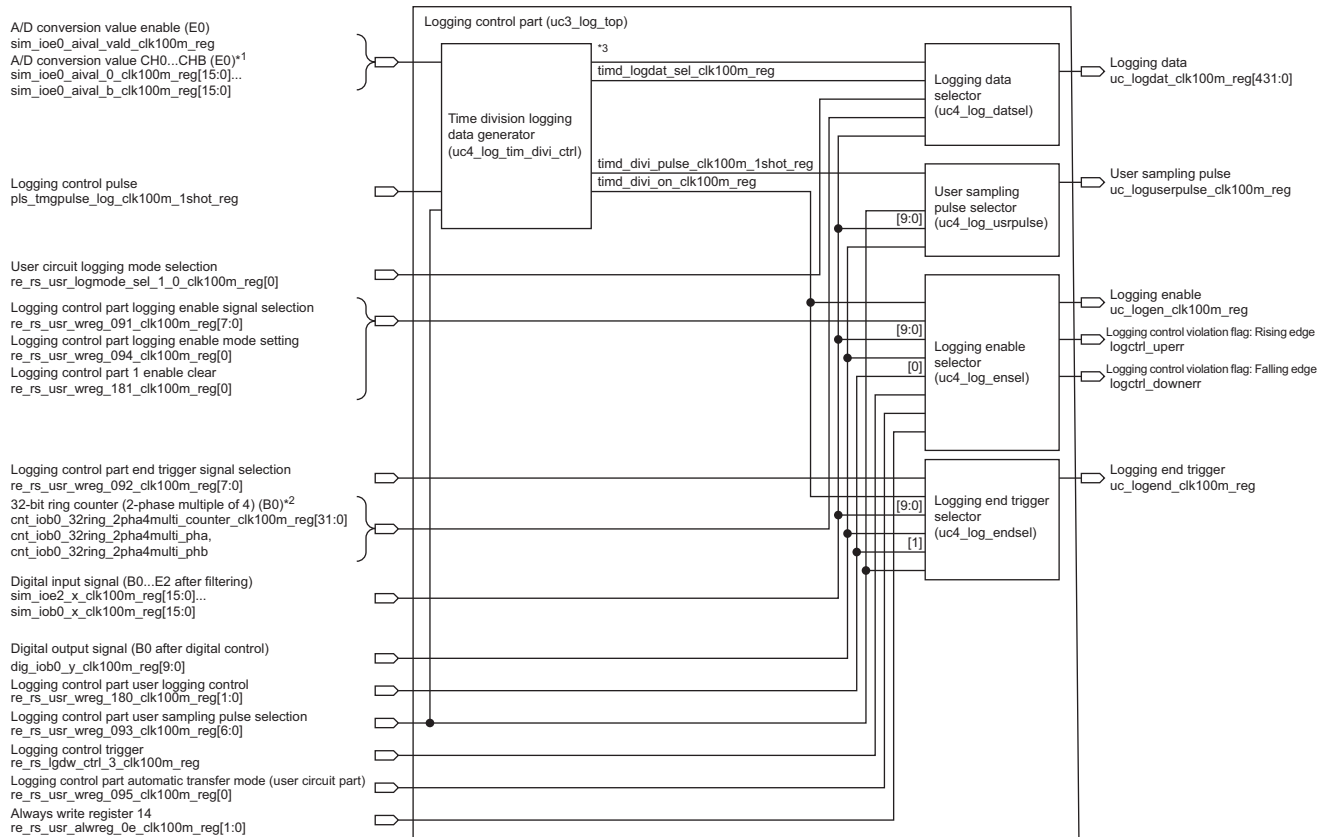 A/D conversion value enable (E0)
sim_ioe0_aival_vald_clk100m_reg
A/D conversion value CH0...CHB (E0)*1
sim_ioe0_aival_0_clk100m_reg[15:0]...
sim_ioe0_aival_b_clk100m_reg[15:0]
Logging control pulse
pls_tmgpulse_log_clk100m_1shot_reg
User circuit logging mode selection
re_rs_usr_logmode_sel_1_0_clk100m_reg[0]
Logging control part logging enable signal selection
re_rs_usr_wreg_091_clk100m_reg[7:0]
Logging control part logging enable mode setting
re_rs_usr_wreg_094_clk100m_reg[0]
Logging control part 1 enable clear
re_rs_usr_wreg_181_clk100m_reg[0]
Logging control part end trigger signal selection
re_rs_usr_wreg_092_clk100m_reg[7:0]
32-bit ring counter (2-phase multiple of 4) (B0)*2
cnt_iob0_32ring_2pha4multi_counter_clk100m_reg[31:0]
cnt_iob0_32ring_2pha4multi_pha,
cnt_iob0_32ring_2pha4multi_phb
Digital input signal (B0...E2 after filtering)
sim_ioe2_x_clk100m_reg[15:0]...
sim_iob0_x_clk100m_reg[15:0]
Digital output signal (B0 after digital control)
dig_iob0_y_clk100m_reg[9:0]
Logging control part user logging control
re_rs_usr_wreg_180_clk100m_reg[1:0]
Logging control part user sampling pulse selection
re_rs_usr_wreg_093_clk100m_reg[6:0]
Logging control trigger
re_rs_lgdw_ctrl_3_clk100m_reg
Logging control part automatic transfer mode (user circuit part)
re_rs_usr_wreg_095_clk100m_reg[0]
Always write register 14
re_rs_usr_alwreg_0e_clk100m_reg[1:0]
Logging control part (uc3_log_top)
Time division logging
data generator
(uc4_log_tim_divi_ctrl)
*3
timd_logdat_sel_clk100m_reg
timd_divi_pulse_clk100m_1shot_reg
timd_divi_on_clk100m_reg
Logging data
selector
(uc4_log_datsel)
[9:0]
User sampling
pulse selector
(uc4_log_usrpulse)
[9:0]
[0]
Logging enable
selector
(uc4_log_ensel)
[9:0]
[1]
Logging end trigger
selector
(uc4_log_endsel)
Logging data
uc_logdat_clk100m_reg[431:0]
User sampling pulse
uc_loguserpulse_clk100m_reg
Logging enable
uc_logen_clk100m_reg
Logging control violation flag: Rising edge
logctrl_uperr
Logging control violation flag: Falling edge
logctrl_downerr
Logging end trigger
uc_logend_clk100m_reg